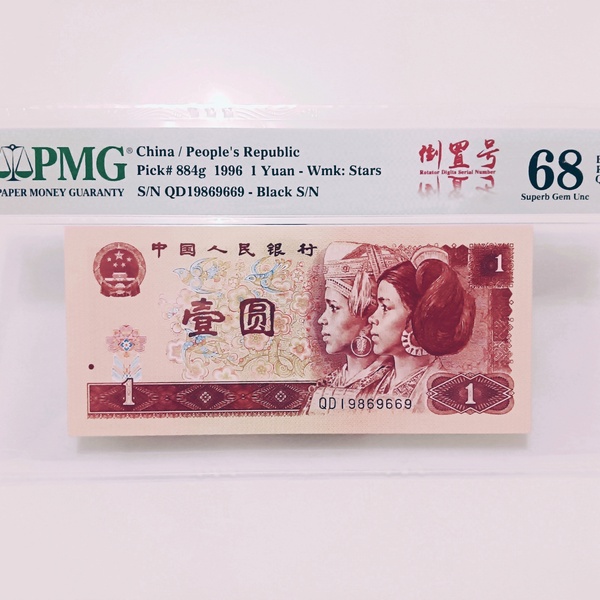 PMG®
PAPER MONEY GUARANTY
China / People's Republic
Pick# 884g 1996 1 Yuan - Wmk: Stars
S/N QD19869669 - Black S/N
倒置号
Rotator Digits Serial Number
68
Superb Gem Unc
中国人民银行
1
壹圆
1
QD19869669
1